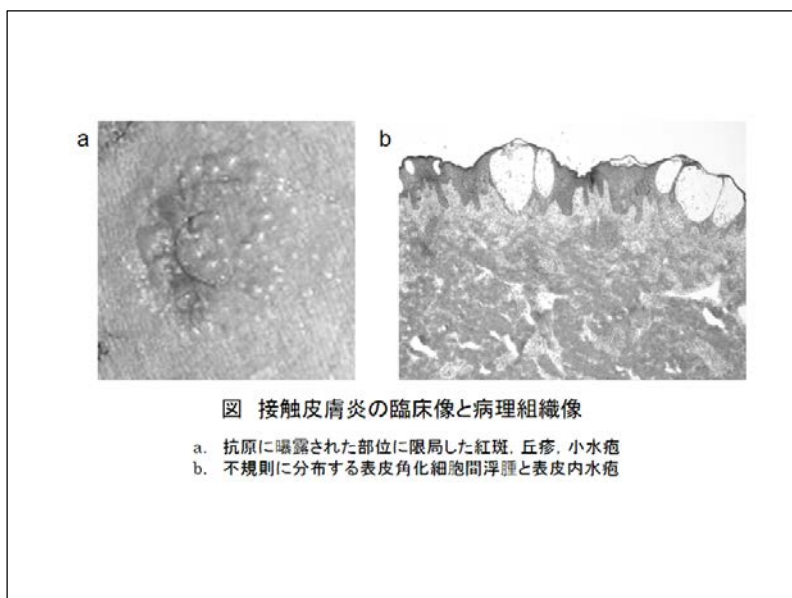 a
b
図 接触皮膚炎の臨床像と病理組織像
a. 抗原に曝露された部位に限局した紅斑, 丘疹, 小水疱
b. 不規則に分布する表皮角化細胞間浮腫と表皮内水疱